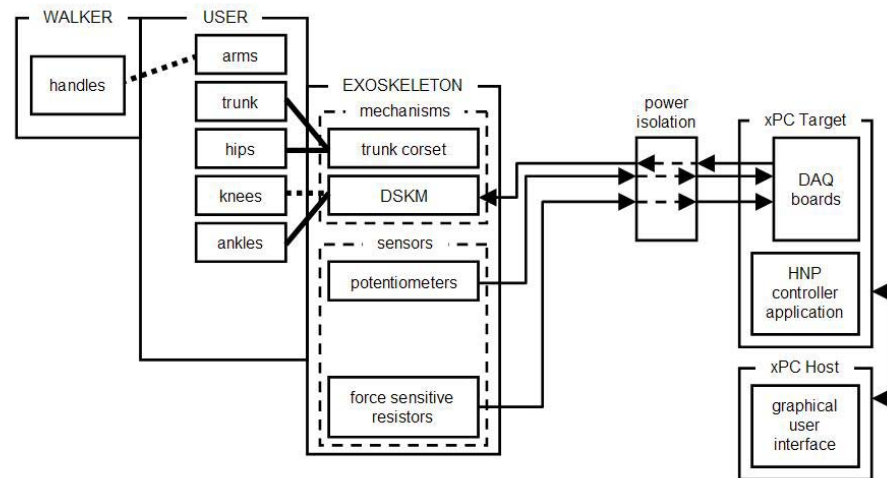 WALKER
handles
USER
arms
trunk
hips
knees
ankles
EXOSKELETON
mechanisms
trunk corset
DSKM
sensors
potentiometers
force sensitive
resistors
power
isolation
xPC Target
DAQ
boards
HNP
controller
application
xPC Host
graphical
user
interface